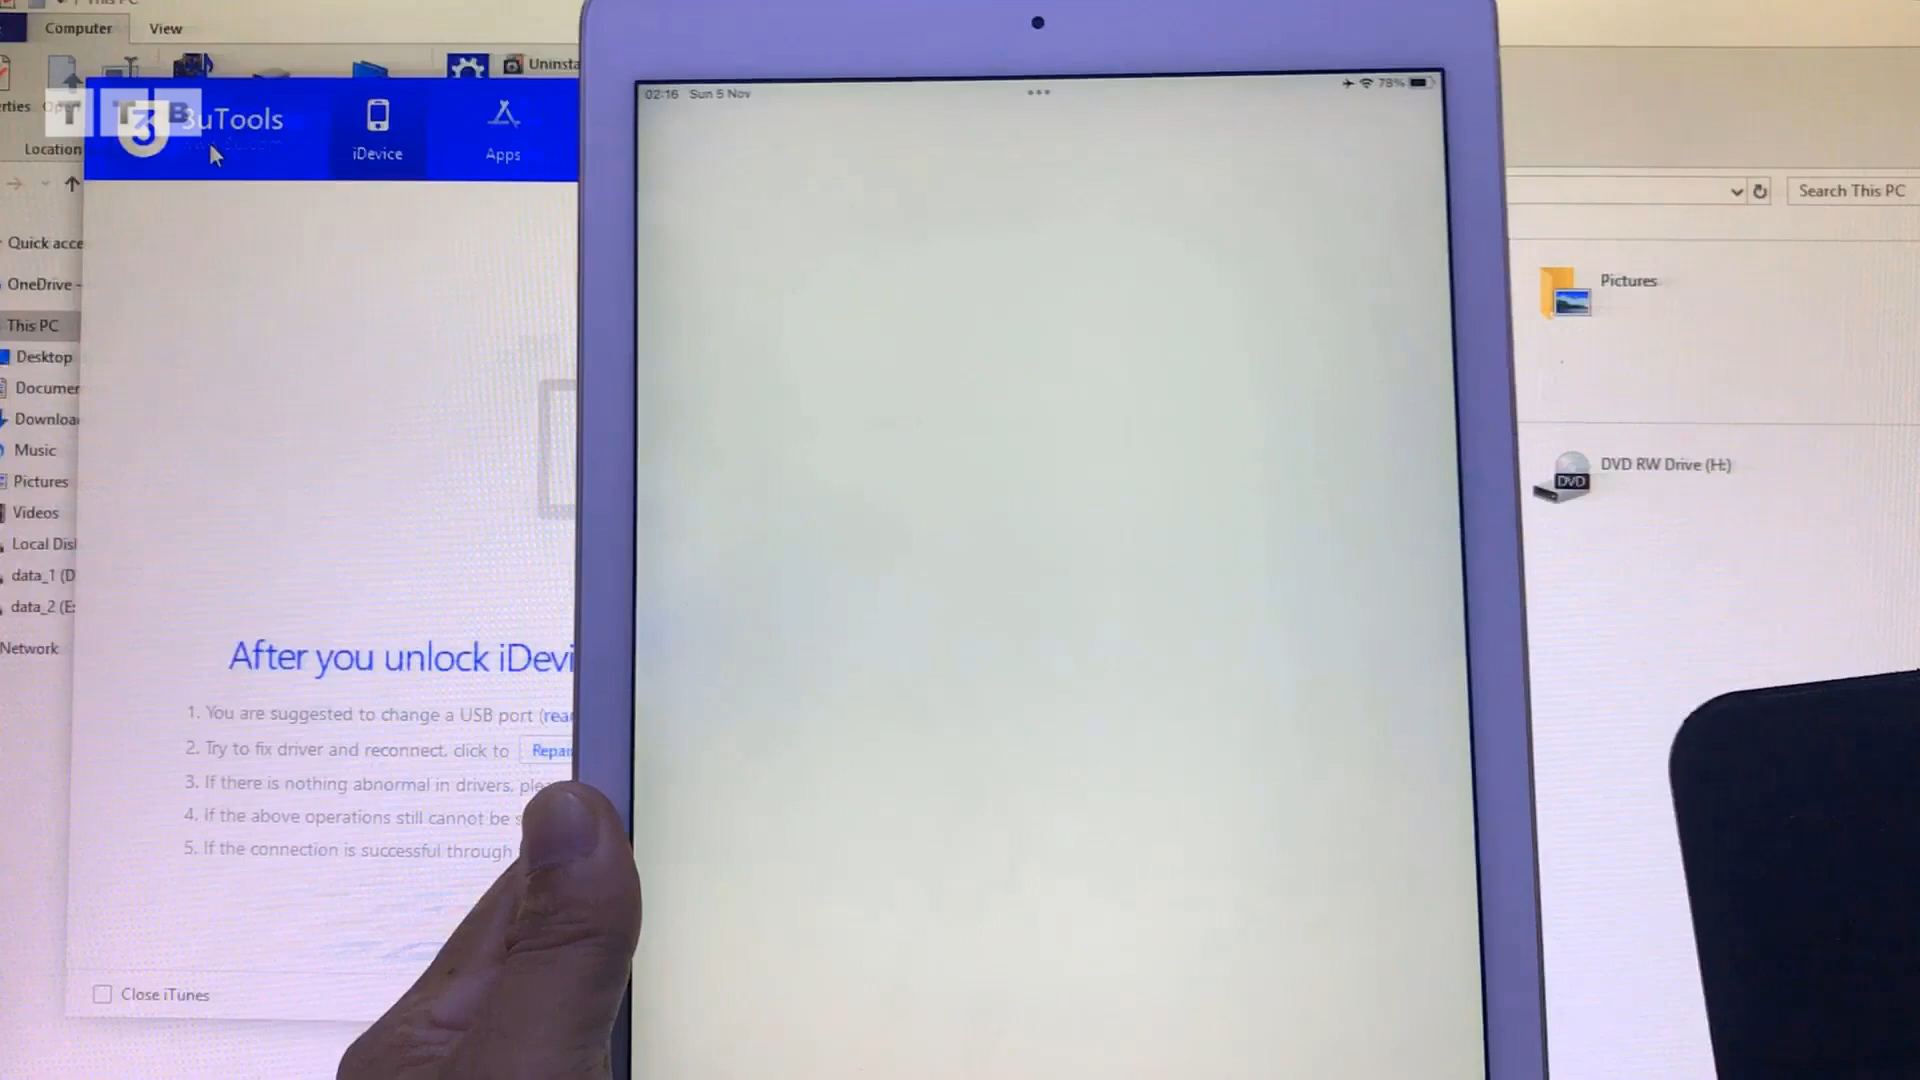 Computer View
Uninsta
erties
Location
T T B
3uTools
iDevice
Apps
02:16 Sun 5 Nov
78%
Search This PC
Quick acce
OneDrive -
This PC
Desktop
Documer
Downloa
Music
Pictures
Videos
Local Disl
data_1 (D
data_2 (E:
Network
Pictures
DVD RW Drive (H:)
DVD
After you unlock iDevi
1. You are suggested to change a USB port (rea
2. Try to fix driver and reconnect, click to Repair
3. If there is nothing abnormal in drivers, plea
4. If the above operations still cannot be s
5. If the connection is successful through
Close iTunes